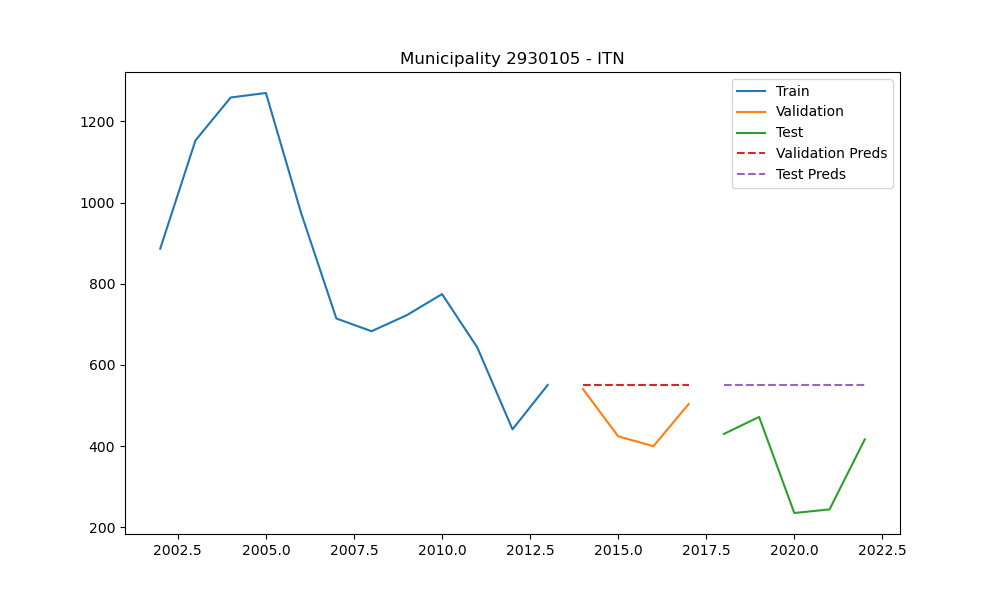 Municipality 2930105 - ITN
Train
Validation
Test
Validation Preds
Test Preds
1200
1000
800
600
400
200
2002.5 2005.0 2007.5 2010.0 2012.5 2015.0 2017.5 2020.0 2022.5